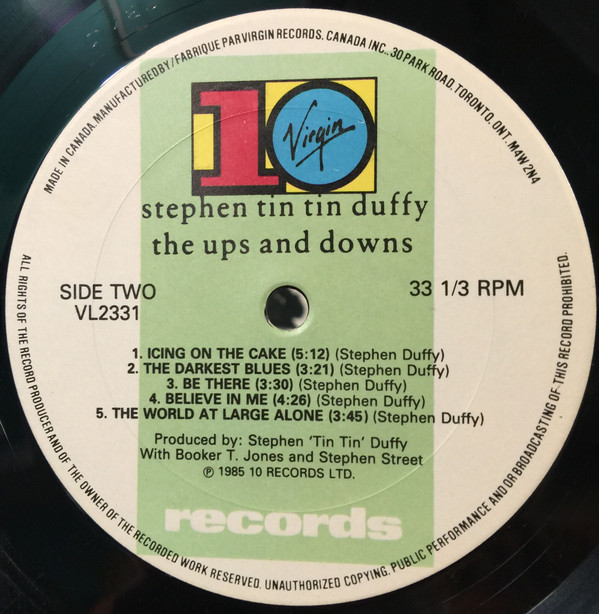 MADE IN CANADA. MANUFACTURED BY/FABRIQUE PAR VIRGIN RECORDS. CANADA INC., 30 PARK ROAD. TORONTO, ONT. M4W 2N4
10
Virgin
stephen tin tin duffy
the ups and downs
SIDE TWO
VL2331
33 1/3 RPM
1. ICING ON THE CAKE (5:12) (Stephen Duffy)
2. THE DARKEST BLUES (3:21) (Stephen Duffy)
3. BE THERE (3:30) (Stephen Duffy)
4. BELIEVE IN ME (4:26) (Stephen Duffy)
5. THE WORLD AT LARGE ALONE (3:45) (Stephen Duffy)
Produced by: Stephen 'Tin Tin' Duffy
With Booker T. Jones and Stephen Street
℗ 1985 10 RECORDS LTD.
records
ALL RIGHTS OF THE RECORD PRODUCER AND OF THE OWNER OF THE RECORDED WORK RESERVED. UNAUTHORIZED COPYING, PUBLIC PERFORMANCE AND/OR BROADCASTING OF THIS RECORD PROHIBITED.